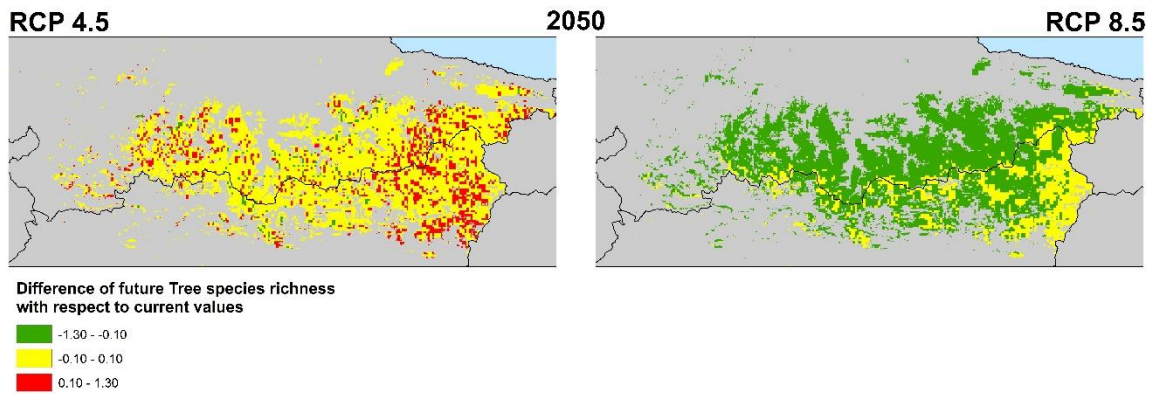 RCP 4.5
2050
RCP 8.5
Difference of future Tree species richness
with respect to current values
-1.30 - -0.10
-0.10 - 0.10
0.10 - 1.30